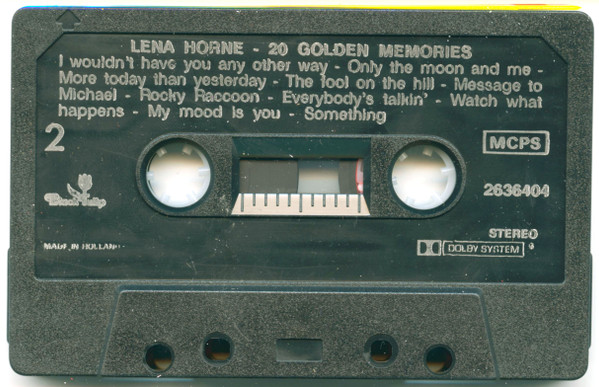 LENA HORNE - 20 GOLDEN MEMORIES
I wouldn't have you any other way - Only the moon and me -
More today than yesterday - The fool on the hill - Message to
Michael - Rocky Raccoon - Everybody's talkin' - Watch what
happens - My mood is you - Something
2
MCPS
2636404
STEREO
MADE IN HOLLAND
DOLBY SYSTEM